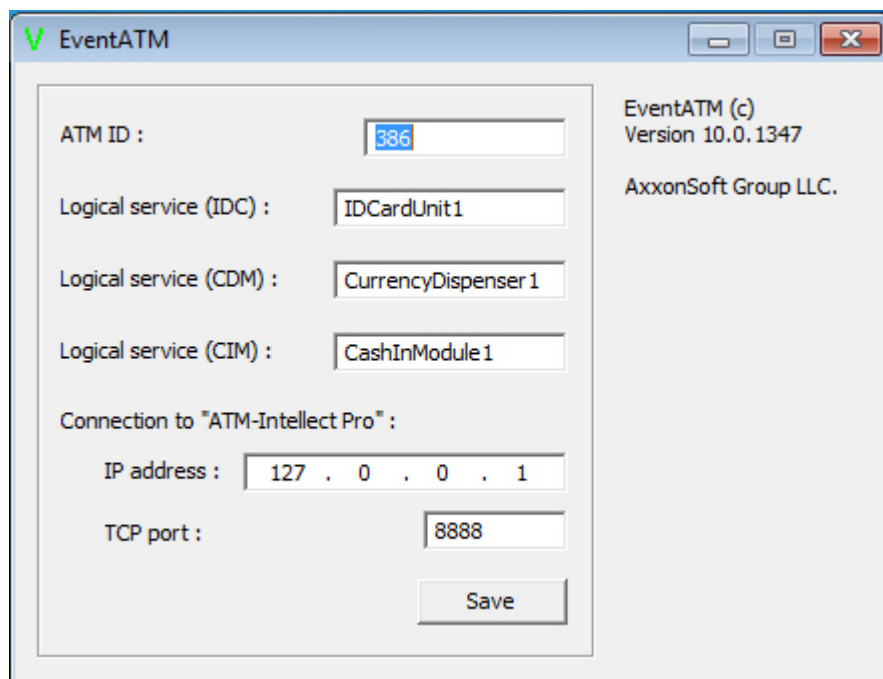 EventATM
ATM ID : 386
Logical service (IDC) : IDCardUnit1
Logical service (CDM) : CurrencyDispenser1
Logical service (CIM) : CashInModule1
Connection to "ATM-Intellect Pro" :
IP address : 127 . 0 . 0 . 1
TCP port : 8888
Save
EventATM (c)
Version 10.0.1347
AxxonSoft Group LLC.